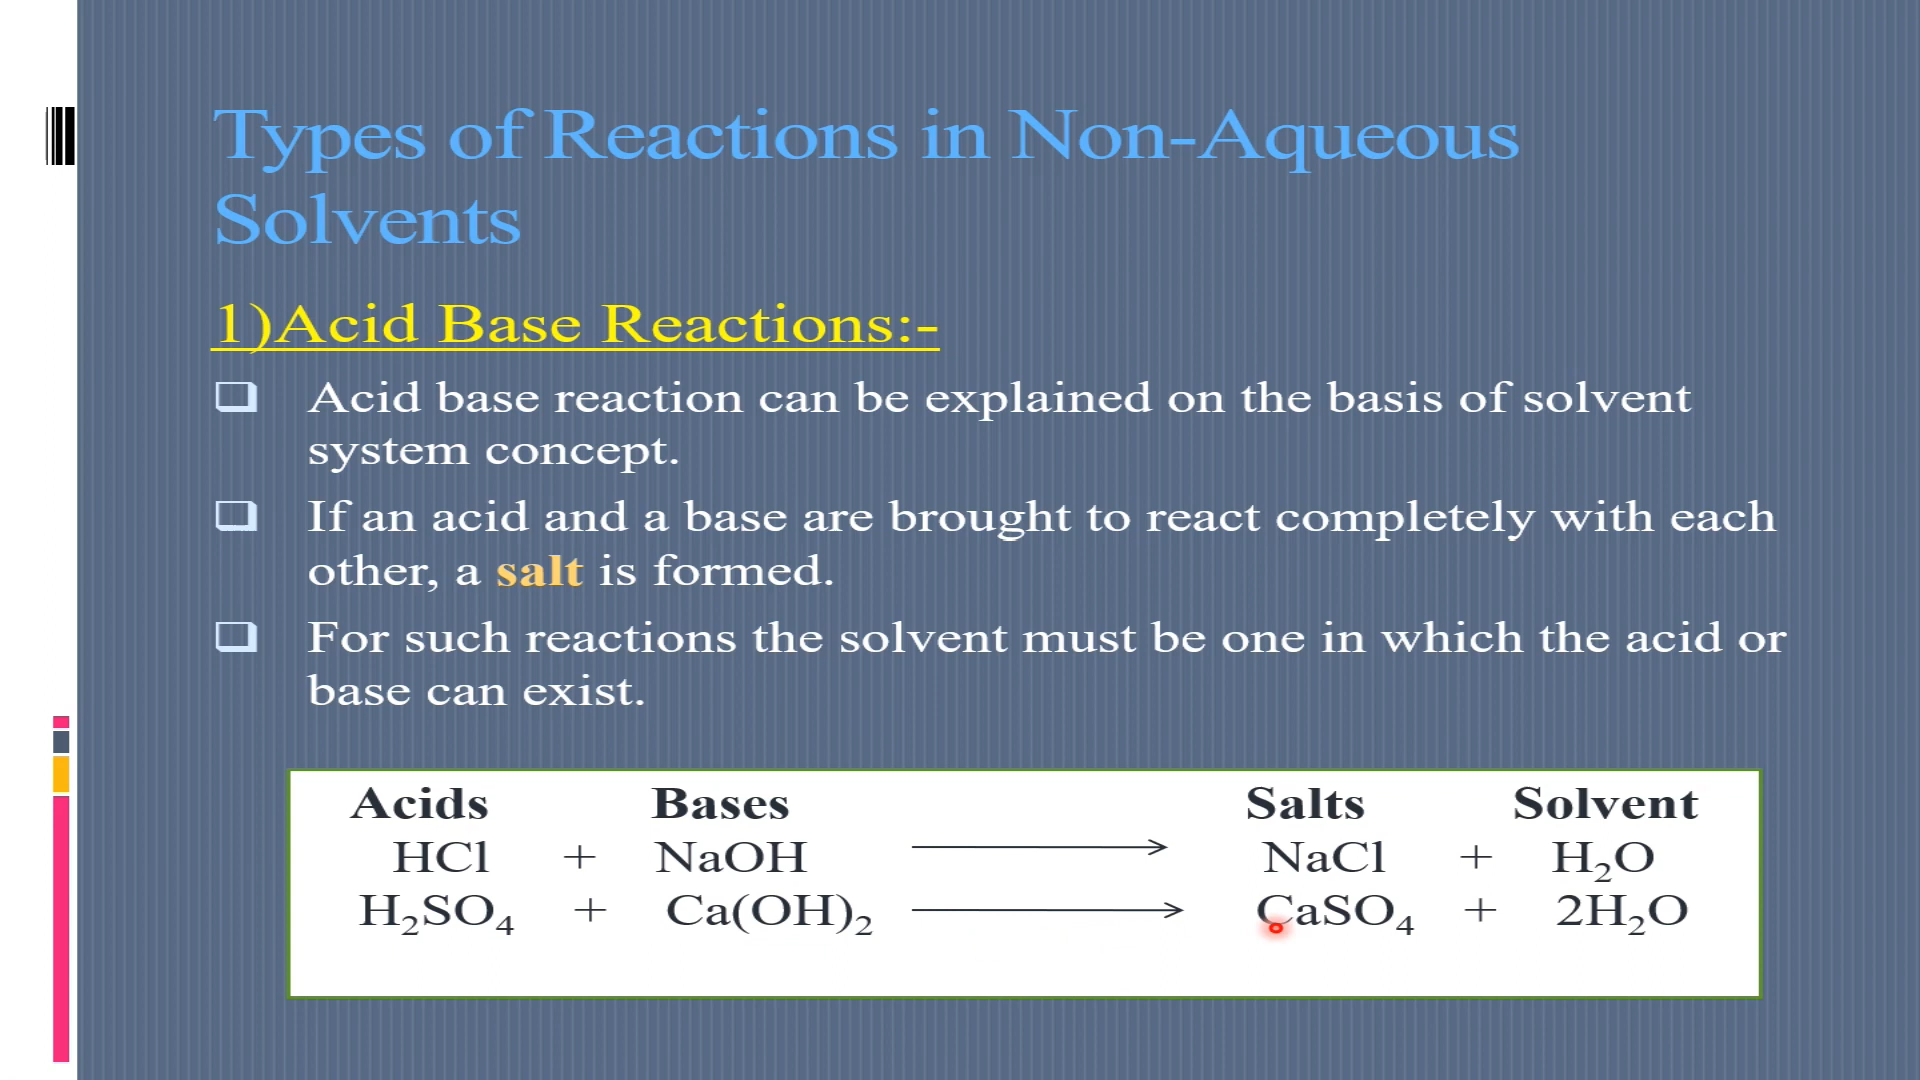 Types of Reactions in Non-Aqueous
Solvents
1)Acid Base Reactions:-
❑ Acid base reaction can be explained on the basis of solvent
system concept.
❑ If an acid and a base are brought to react completely with each
other, a salt is formed.
❑ For such reactions the solvent must be one in which the acid or
base can exist.
Acids Bases Salts Solvent
HCl + NaOH ⟶ NaCl + H₂O
H₂SO₄ + Ca(OH)₂ ⟶ CaSO₄ + 2H₂O